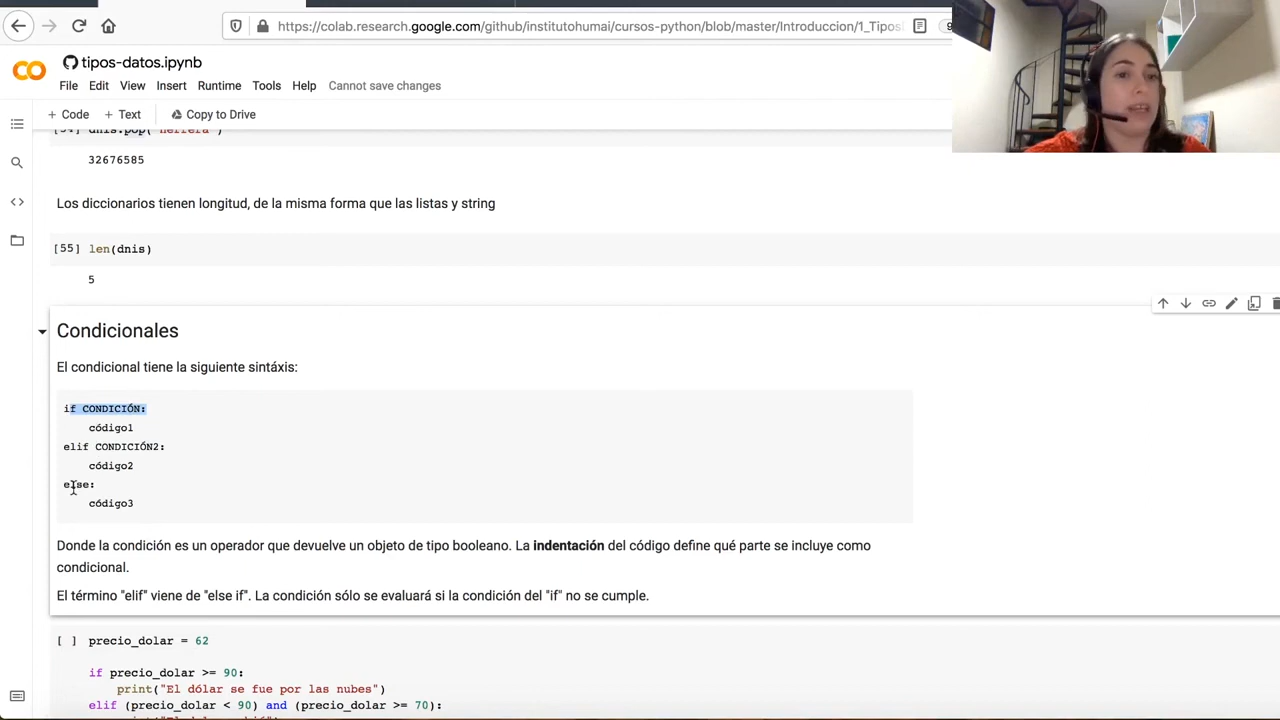 https://colab.research.google.com/github/institutohumai/cursos-python/blob/master/Introduccion/1_Tipos
tipos-datos.ipynb
File Edit View Insert Runtime Tools Help Cannot save changes
+ Code + Text Copy to Drive
[54] dnis.pop('herrera')
32676585
Los diccionarios tienen longitud, de la misma forma que las listas y string
[55] len(dnis)
5
Condicionales
El condicional tiene la siguiente sintáxis:
if CONDICIÓN:
código1
elif CONDICIÓN2:
código2
else:
código3
Donde la condición es un operador que devuelve un objeto de tipo booleano. La indentación del código define qué parte se incluye como
condicional.
El término "elif" viene de "else if". La condición sólo se evaluará si la condición del "if" no se cumple.
[ ] precio_dolar = 62
if precio_dolar >= 90:
print("El dólar se fue por las nubes")
elif (precio_dolar < 90) and (precio_dolar >= 70):